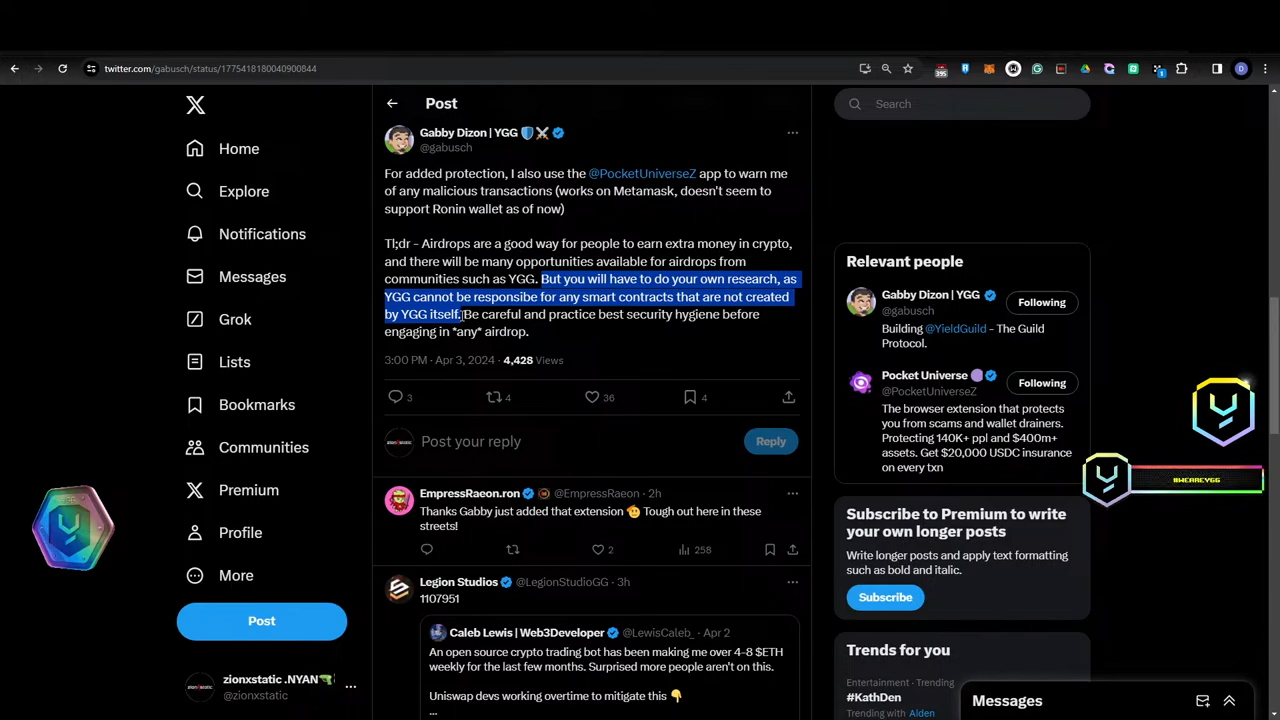 twitter.com/gabusch/status/1775418180040900844
395
1
D
Home
Explore
Notifications
Messages
Grok
Lists
Bookmarks
Communities
Premium
Profile
More
Post
zionxstatic .NYAN
@zionxstatic
Post
Gabby Dizon | YGG
@gabusch
For added protection, I also use the @PocketUniverseZ app to warn me
of any malicious transactions (works on Metamask, doesn't seem to
support Ronin wallet as of now)
Tl;dr - Airdrops are a good way for people to earn extra money in crypto,
and there will be many opportunities available for airdrops from
communities such as YGG. But you will have to do your own research, as
YGG cannot be responsibe for any smart contracts that are not created
by YGG itself. Be careful and practice best security hygiene before
engaging in *any* airdrop.
3:00 PM · Apr 3, 2024 · 4,428 Views
3 4 36 4
zionxstatic
Post your reply
Reply
EmpressRaeon.ron @EmpressRaeon · 2h
Thanks Gabby just added that extension Tough out here in these
streets!
2 258
Legion Studios @LegionStudioGG · 3h
1107951
Caleb Lewis | Web3Developer @LewisCaleb_ · Apr 2
An open source crypto trading bot has been making me over 4-8 $ETH
weekly for the last few months. Surprised more people aren't on this.
Uniswap devs working overtime to mitigate this
...
Search
Relevant people
Gabby Dizon | YGG
@gabusch
Following
Building @YieldGuild - The Guild
Protocol.
Pocket Universe
@PocketUniverseZ
Following
The browser extension that protects
you from scams and wallet drainers.
Protecting 140K+ ppl and $400m+
assets. Get $20,000 USDC insurance
on every txn
#WEAREYGG
Subscribe to Premium to write
your own longer posts
Write longer posts and apply text formatting
such as bold and italic.
Subscribe
Trends for you
Entertainment · Trending
#KathDen
Trending with Alden
Messages